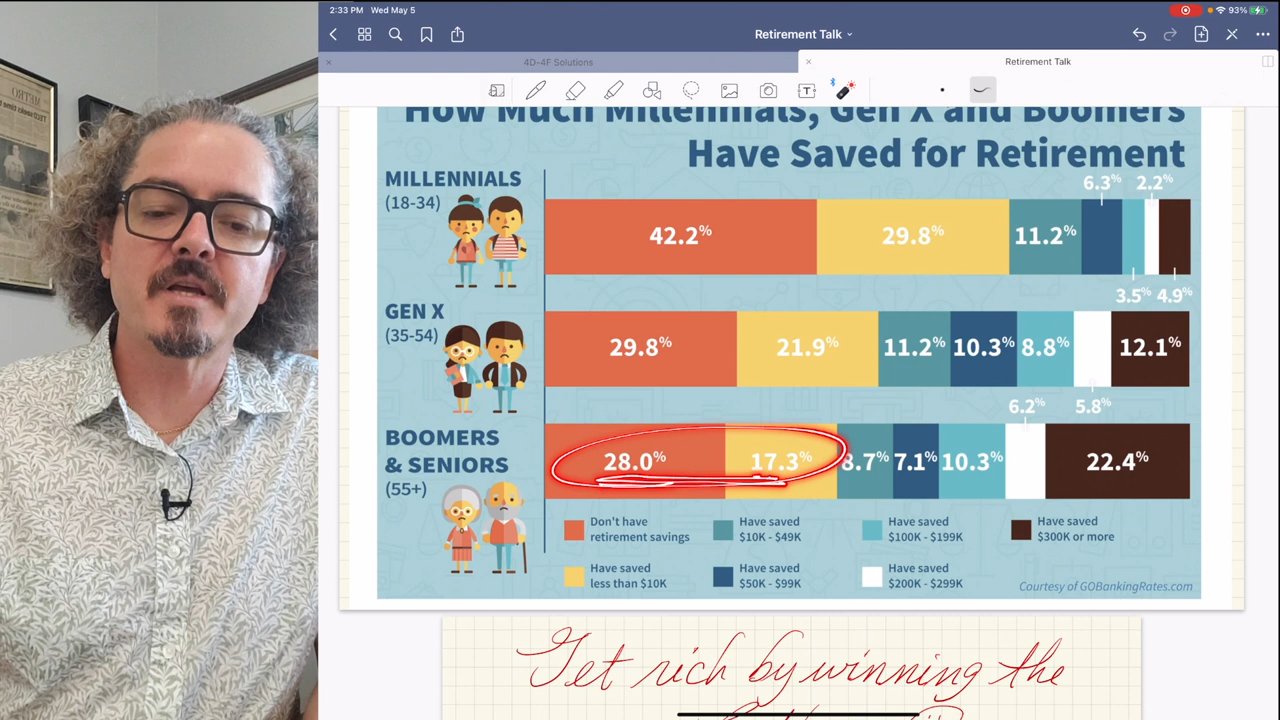 2:33 PM Wed May 5
93%
Retirement Talk
4D-4F Solutions
Retirement Talk
How Much Millennials, Gen X and Boomers
Have Saved for Retirement
MILLENNIALS
(18-34)
6.3% 2.2%
42.2% 29.8% 11.2%
3.5% 4.9%
GEN X
(35-54)
29.8% 21.9% 11.2% 10.3% 8.8% 12.1%
6.2% 5.8%
BOOMERS
& SENIORS
(55+)
28.0% 17.3% 8.7% 7.1% 10.3% 22.4%
Don't have
retirement savings
Have saved
$10K - $49K
Have saved
$100K - $199K
Have saved
$300K or more
Have saved
less than $10K
Have saved
$50K - $99K
Have saved
$200K - $299K
Courtesy of GOBankingRates.com
Get rich by winning the